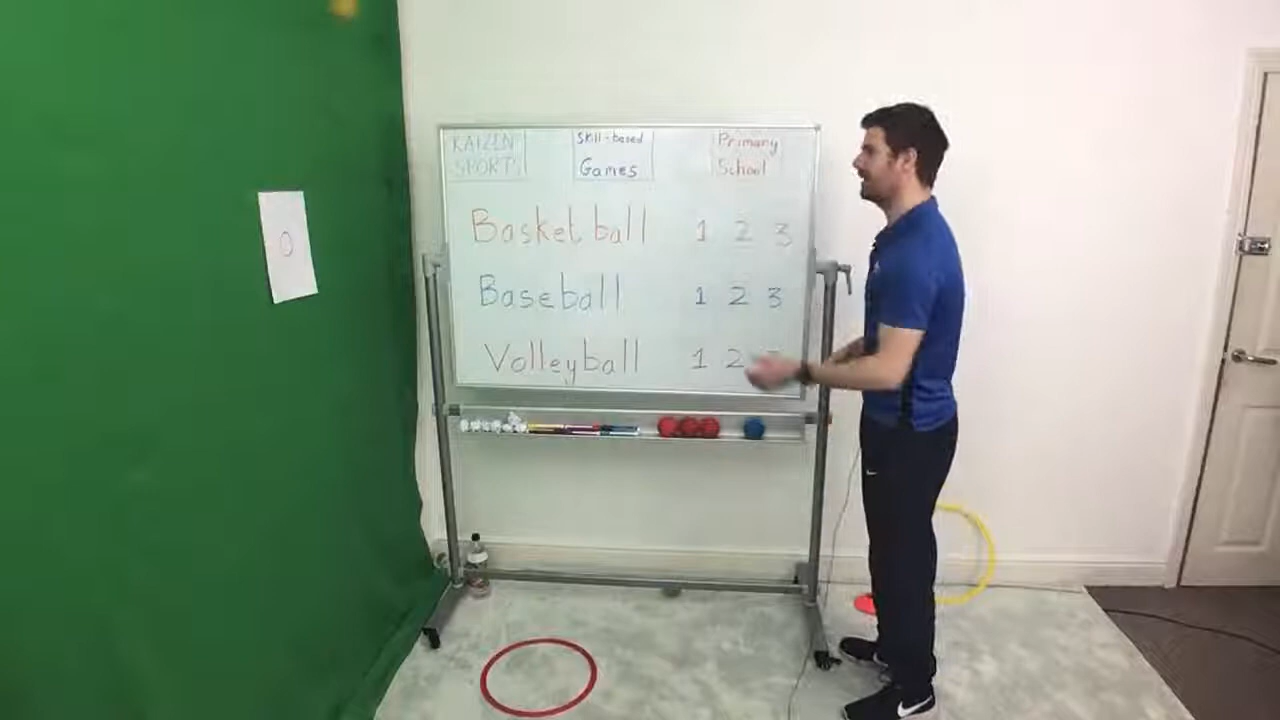 KAIZEN
SPORTS
Skill-based
Games
Primary
School
Basketball 1 2 3
Baseball 1 2 3
Volleyball 1 2
0